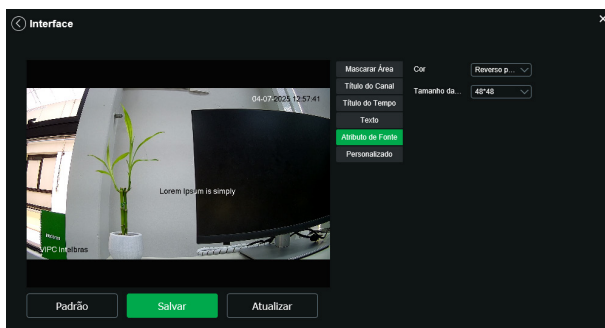 Interface
×
04-07-2025 12:57:41
Lorem Ipsum is simply
VIPC Intelbras
Mascarar Área
Título do Canal
Título do Tempo
Texto
Atributo de Fonte
Personalizado
Cor
Reverso p...
Tamanho da...
48*48
Padrão
Salvar
Atualizar